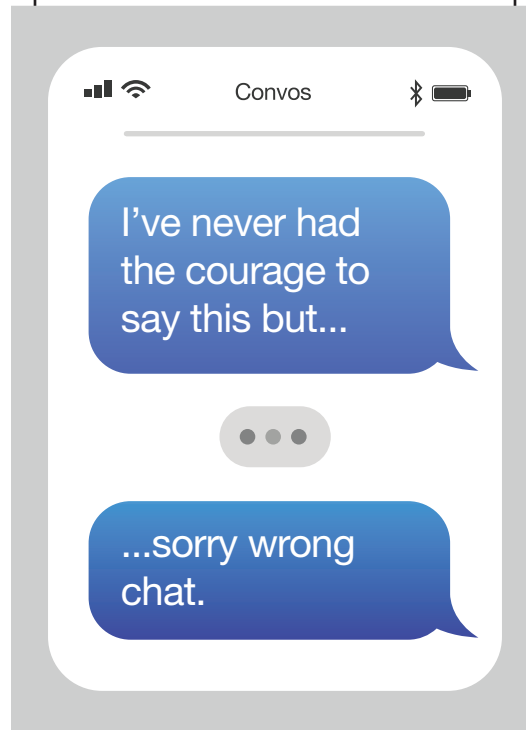 Convos
I’ve never had
the courage to
say this but...
...sorry wrong
chat.